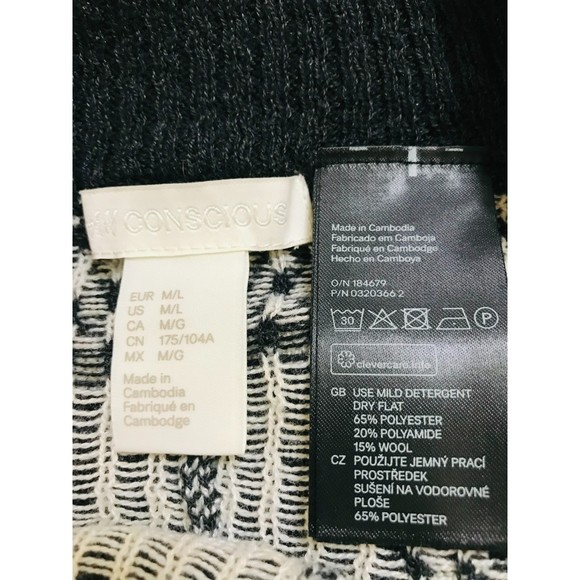 CONSCIOUS
EUR M/L
US M/L
CA M/G
CN 175/104A
MX M/G
Made in
Cambodia
Fabriqué en
Cambodge
Made in Cambodia
Fabricado em Camboja
Fabriqué en Cambodge
Hecho en Camboya
O/N 184679
P/N 0320366 2
30
P
clevercare.info
GB USE MILD DETERGENT
DRY FLAT
65% POLYESTER
20% POLYAMIDE
15% WOOL
CZ POUŽIJTE JEMNÝ PRACÍ
PROSTŘEDEK
SUŠENÍ NA VODOROVNÉ
PLOŠE
65% POLYESTER